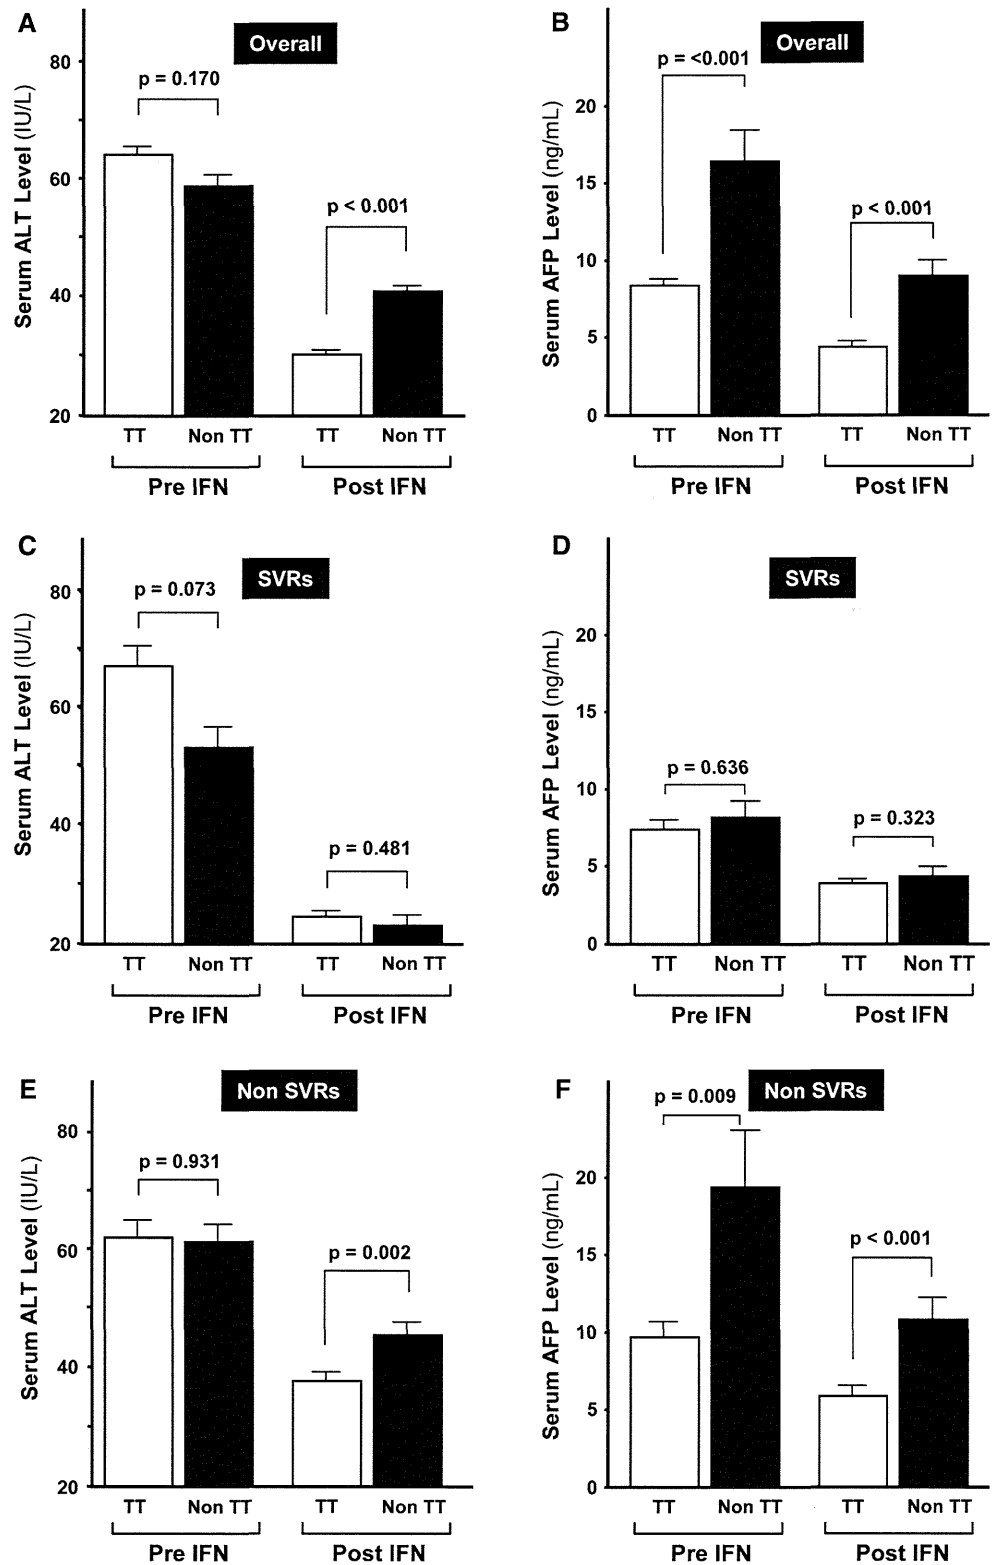 A
Overall
Serum ALT Level (IU/L)
80
60
40
20
p = 0.170
p < 0.001
TT Non TT TT Non TT
Pre IFN Post IFN
B
Overall
Serum AFP Level (ng/mL)
20
15
10
5
0
p = <0.001
p < 0.001
TT Non TT TT Non TT
Pre IFN Post IFN
C
SVRs
Serum ALT Level (IU/L)
80
60
40
20
p = 0.073
p = 0.481
TT Non TT TT Non TT
Pre IFN Post IFN
D
SVRs
Serum AFP Level (ng/mL)
20
15
10
5
0
p = 0.636
p = 0.323
TT Non TT TT Non TT
Pre IFN Post IFN
E
Non SVRs
Serum ALT Level (IU/L)
80
60
40
20
p = 0.931
p = 0.002
TT Non TT TT Non TT
Pre IFN Post IFN
F
Non SVRs
Serum AFP Level (ng/mL)
20
15
10
5
0
p = 0.009
p < 0.001
TT Non TT TT Non TT
Pre IFN Post IFN